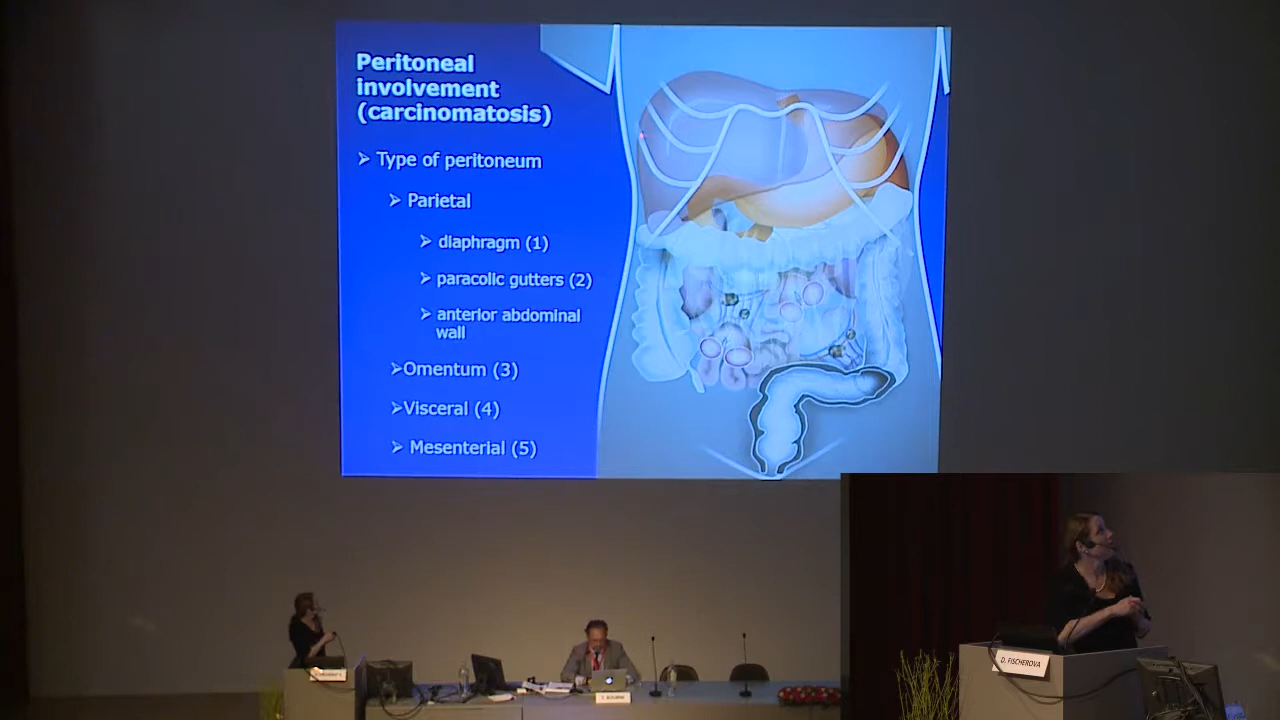 Peritoneal
involvement
(carcinomatosis)
➢ Type of peritoneum
➢ Parietal
➢ diaphragm (1)
➢ paracolic gutters (2)
➢ anterior abdominal
wall
➢Omentum (3)
➢Visceral (4)
➢ Mesenterial (5)
D. FISCHEROVA